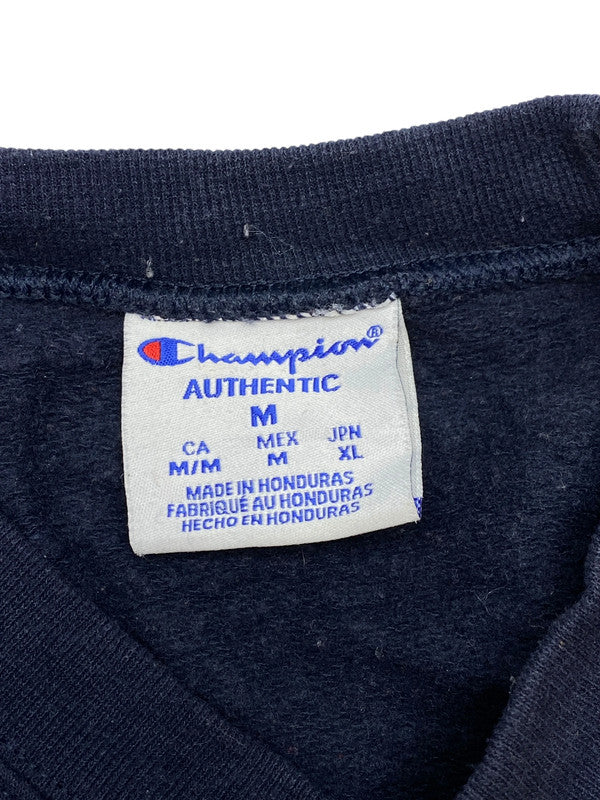 Champion®
AUTHENTIC
M
CA MEX JPN
M/M M XL
MADE IN HONDURAS
FABRIQUÉ AU HONDURAS
HECHO EN HONDURAS